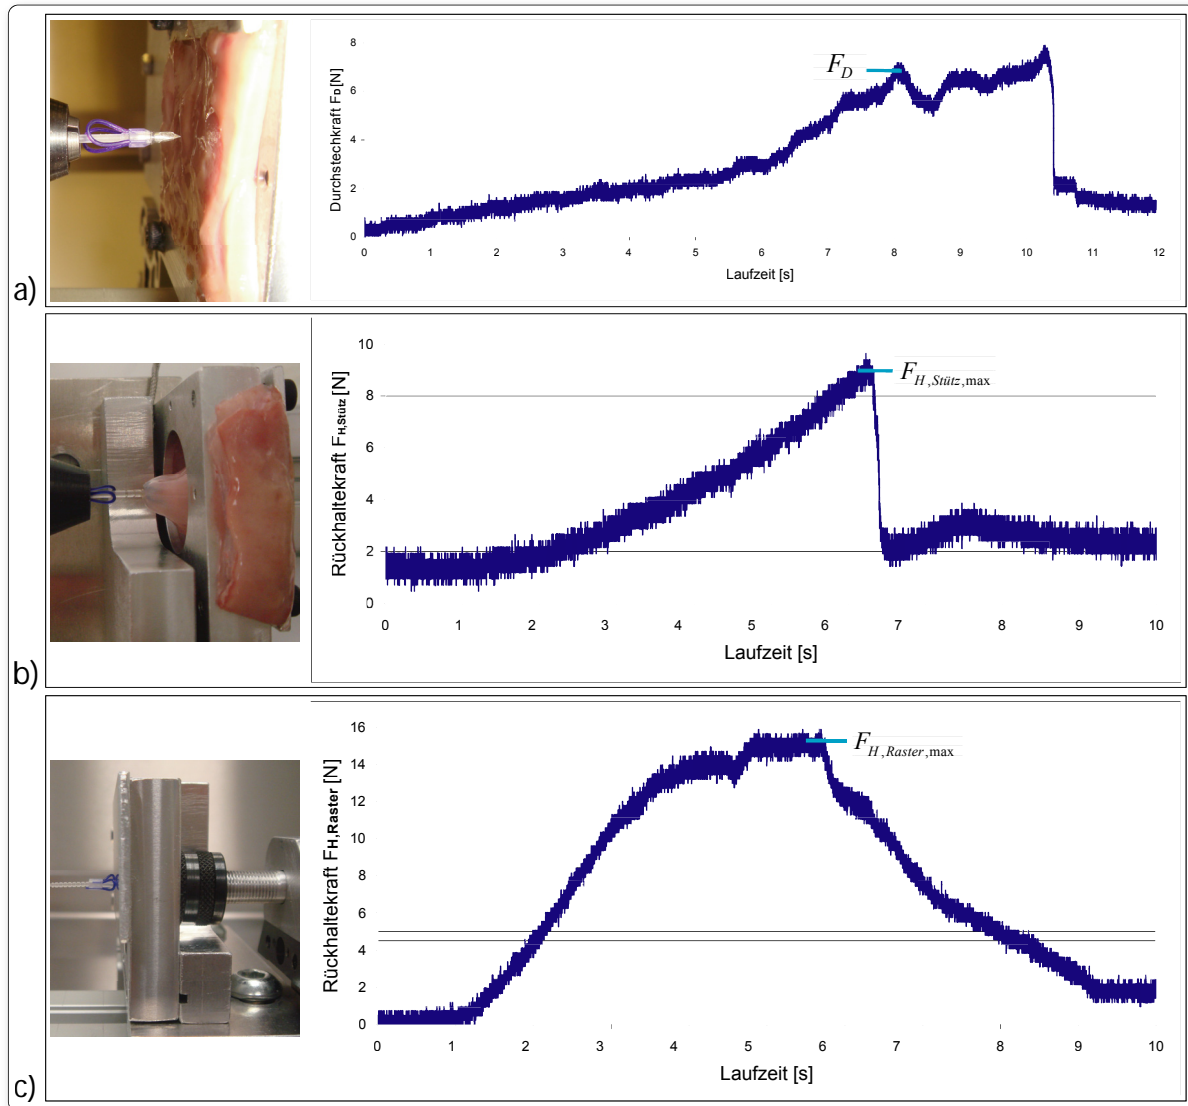 a)
Durchstechkraft F_D [N]
8
6
4
2
0
F_D
0 1 2 3 4 5 6 7 8 9 10 11 12
Laufzeit [s]
b)
Rückhaltekraft F_H,Stütz [N]
10
8
6
4
2
0
F_H,Stütz,max
0 1 2 3 4 5 6 7 8 9 10
Laufzeit [s]
c)
Rückhaltekraft F_H,Raster [N]
16
14
12
10
8
6
4
2
0
F_H,Raster,max
0 1 2 3 4 5 6 7 8 9 10
Laufzeit [s]